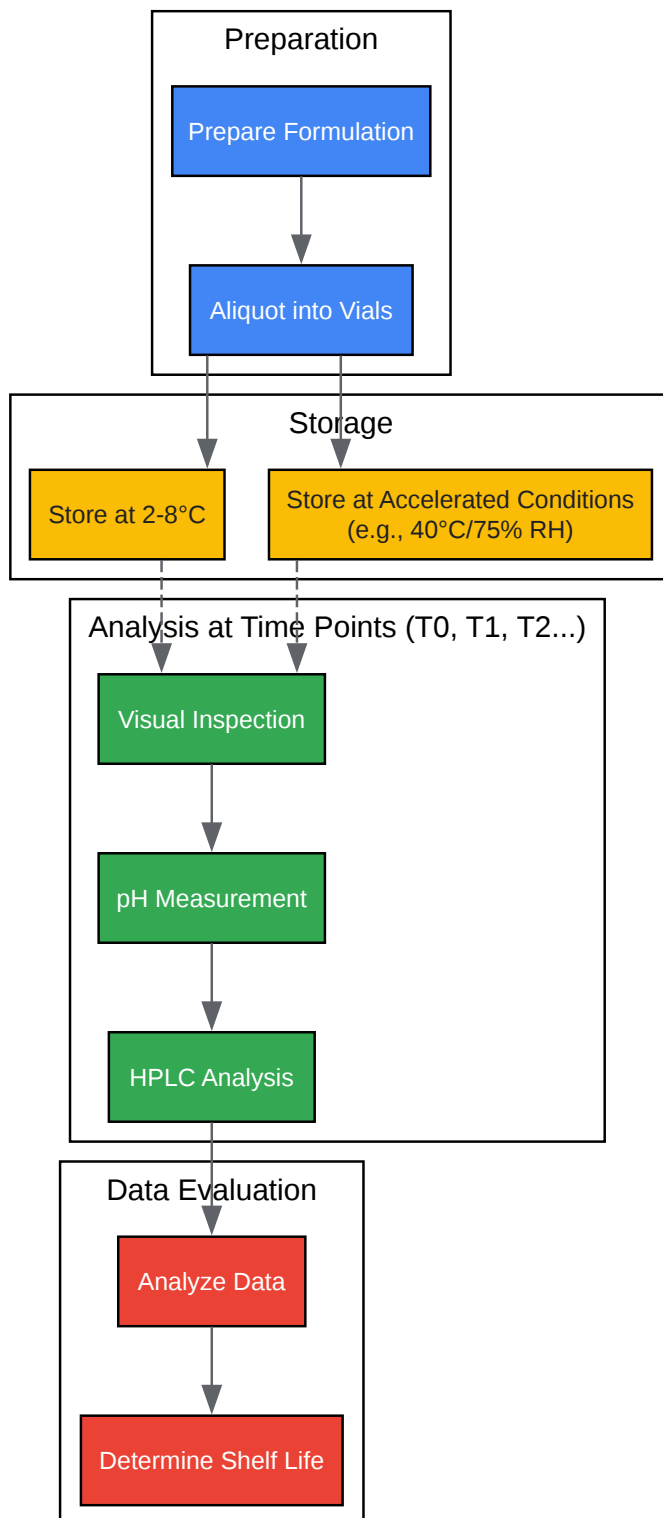 Preparation
Prepare Formulation
Aliquot into Vials
Storage
Store at 2-8°C
Store at Accelerated Conditions
(e.g., 40°C/75% RH)
Analysis at Time Points (T0, T1, T2...)
Visual Inspection
pH Measurement
HPLC Analysis
Data Evaluation
Analyze Data
Determine Shelf Life